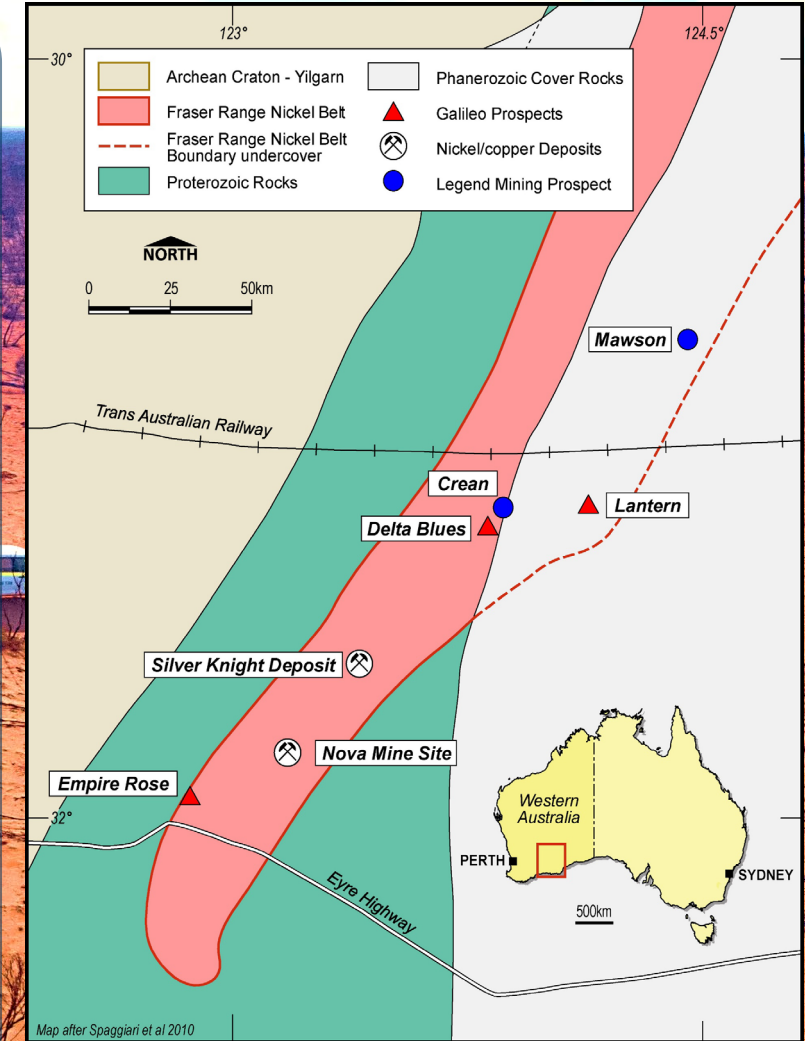 123°
124.5°
30°
Archean Craton - Yilgarn
Fraser Range Nickel Belt
Fraser Range Nickel Belt
Boundary undercover
Proterozoic Rocks
Phanerozoic Cover Rocks
Galileo Prospects
Nickel/copper Deposits
Legend Mining Prospect
NORTH
0 25 50km
Mawson
Trans Australian Railway
Crean
Lantern
Delta Blues
Silver Knight Deposit
Nova Mine Site
Empire Rose
32°
Western
Australia
PERTH
SYDNEY
500km
Eyre Highway
Map after Spaggiari et al 2010